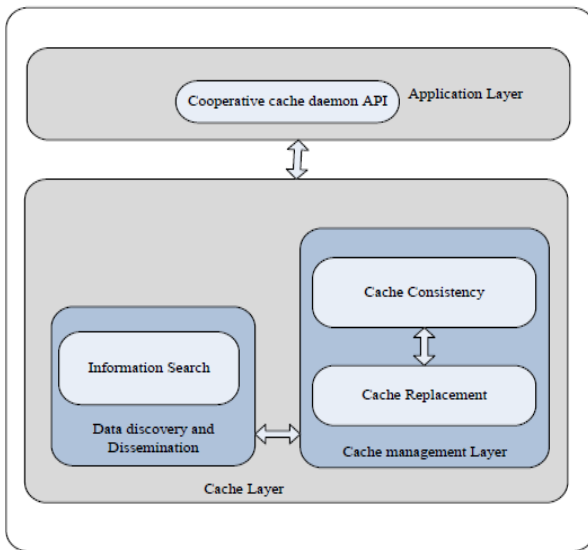 Cooperative cache daemon API
Application Layer
Cache Consistency
Information Search
Cache Replacement
Data discovery and
Dissemination
Cache management Layer
Cache Layer